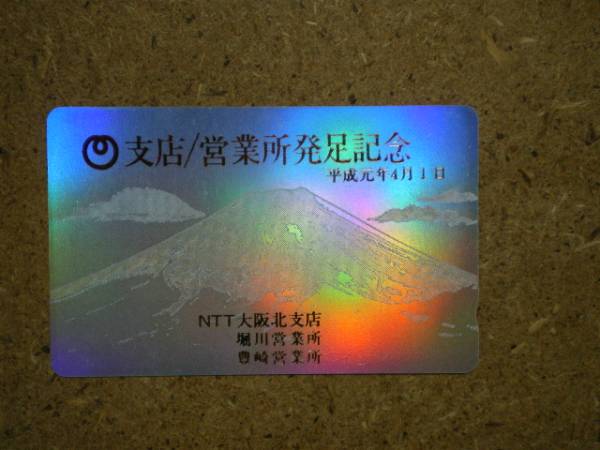 支店/営業所発足記念
平成元年4月1日
NTT大阪北支店
堀川営業所
豊崎営業所